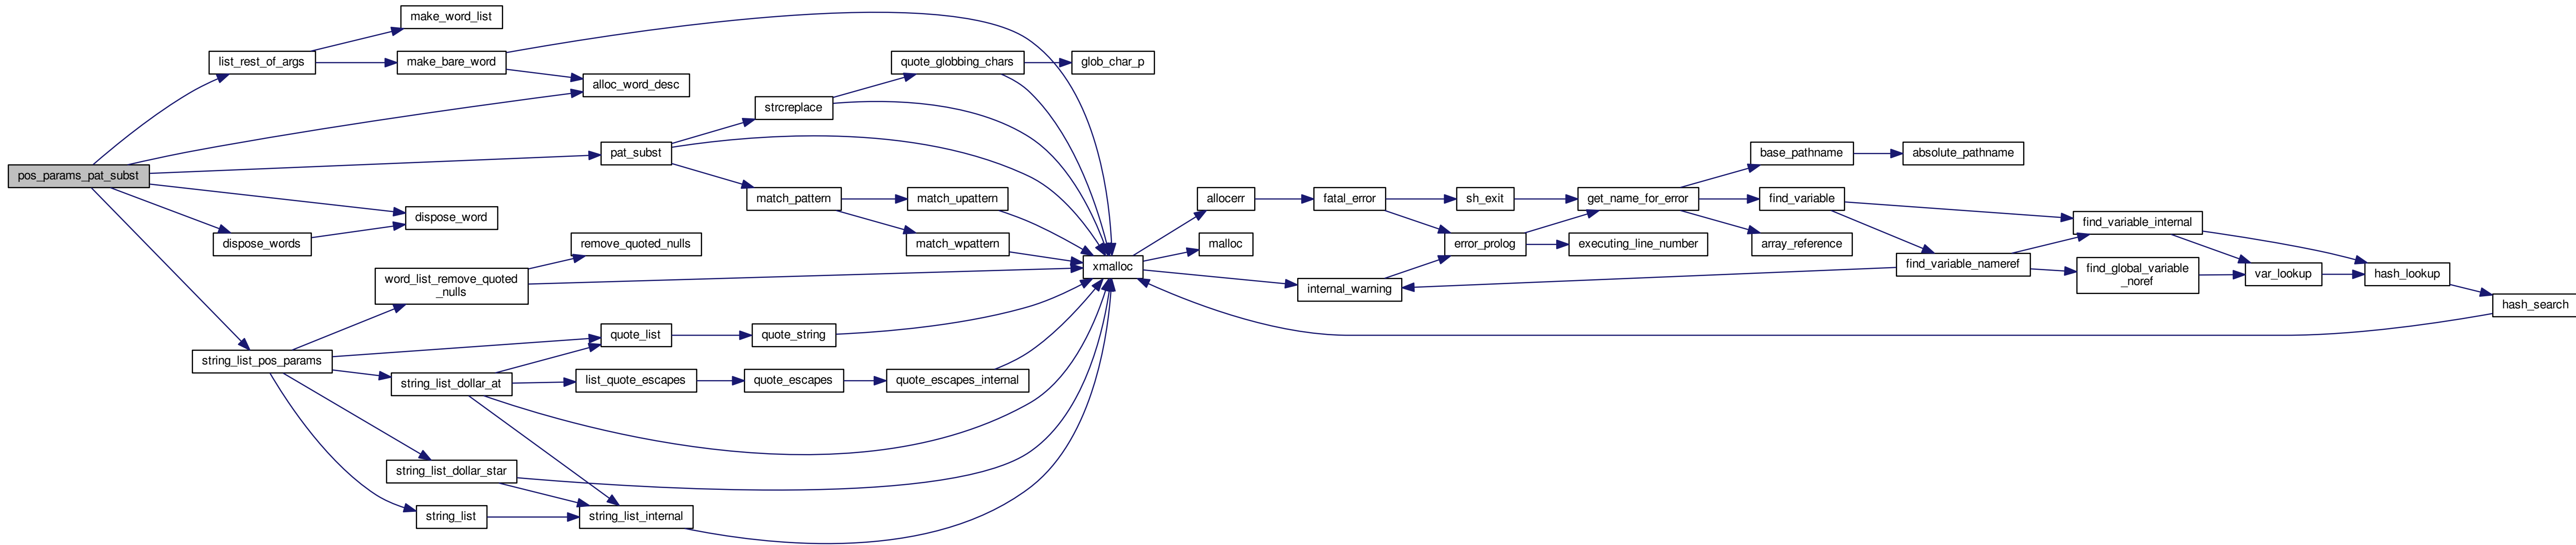 make_word_list
list_rest_of_args
make_bare_word
quote_globbing_chars
glob_char_p
alloc_word_desc
strcreplace
pat_subst
base_pathname
absolute_pathname
pos_params_pat_subst
match_pattern
match_upattern
allocerr
fatal_error
sh_exit
get_name_for_error
find_variable
dispose_word
find_variable_internal
dispose_words
remove_quoted_nulls
match_wpattern
malloc
error_prolog
executing_line_number
array_reference
xmalloc
find_variable_nameref
find_global_variable
_noref
var_lookup
hash_lookup
word_list_remove_quoted
_nulls
internal_warning
hash_search
quote_list
quote_string
string_list_pos_params
string_list_dollar_at
list_quote_escapes
quote_escapes
quote_escapes_internal
string_list_dollar_star
string_list
string_list_internal